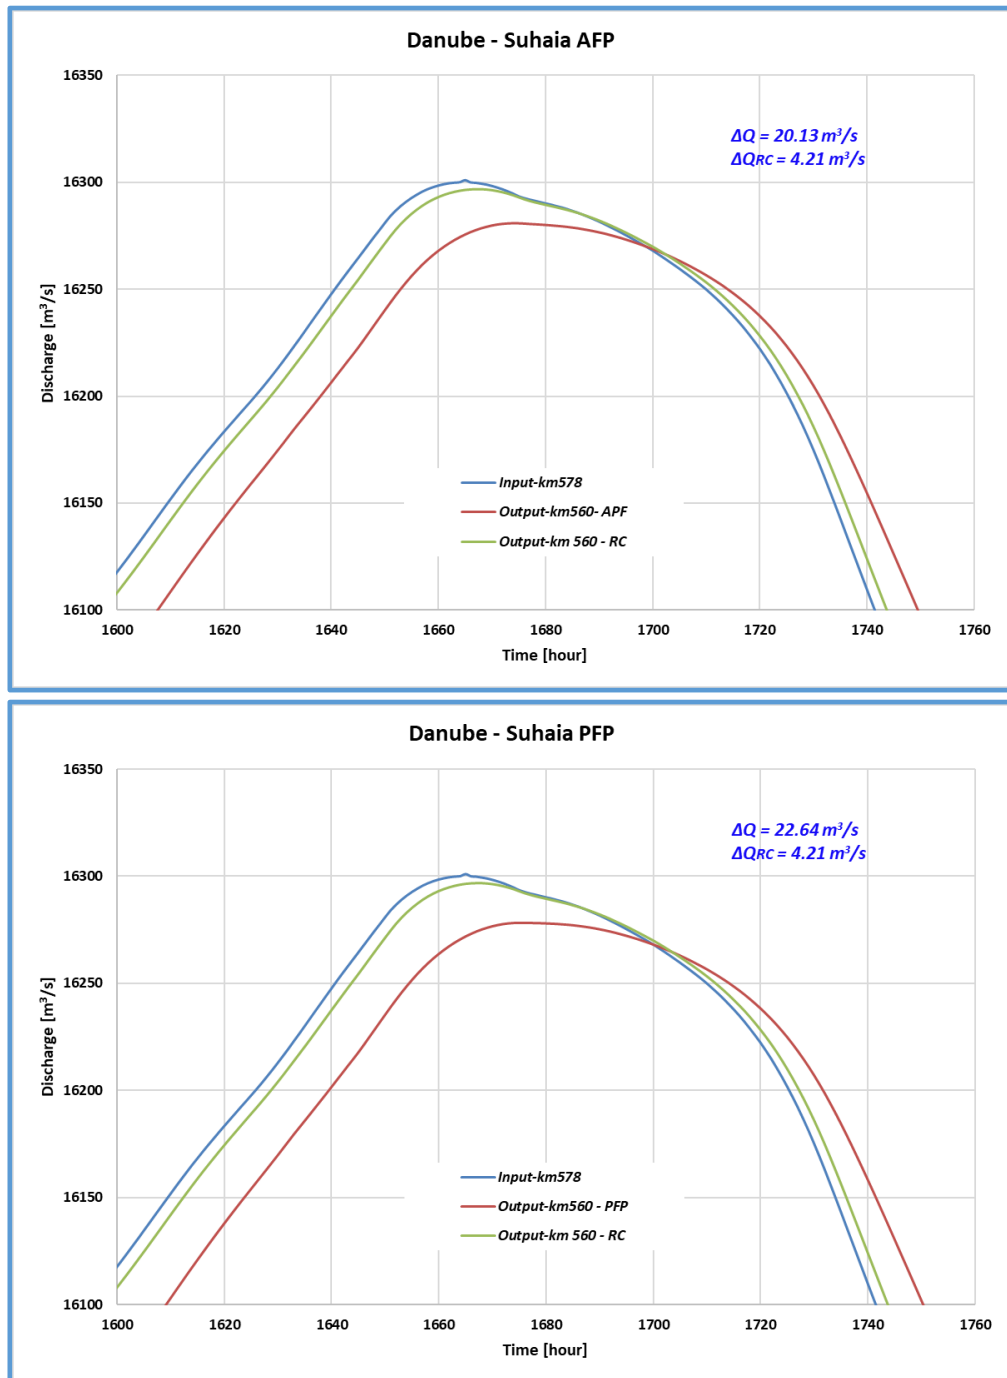 Danube - Suhaia AFP
16350
16300
16250
16200
16150
16100
Discharge [m³/s]
ΔQ = 20.13 m³/s
ΔQRC = 4.21 m³/s
Input-km578
Output-km560- APF
Output-km 560 - RC
1600 1620 1640 1660 1680 1700 1720 1740 1760
Time [hour]
Danube - Suhaia PFP
16350
16300
16250
16200
16150
16100
Discharge [m³/s]
ΔQ = 22.64 m³/s
ΔQRC = 4.21 m³/s
Input-km578
Output-km560 - PFP
Output-km 560 - RC
1600 1620 1640 1660 1680 1700 1720 1740 1760
Time [hour]